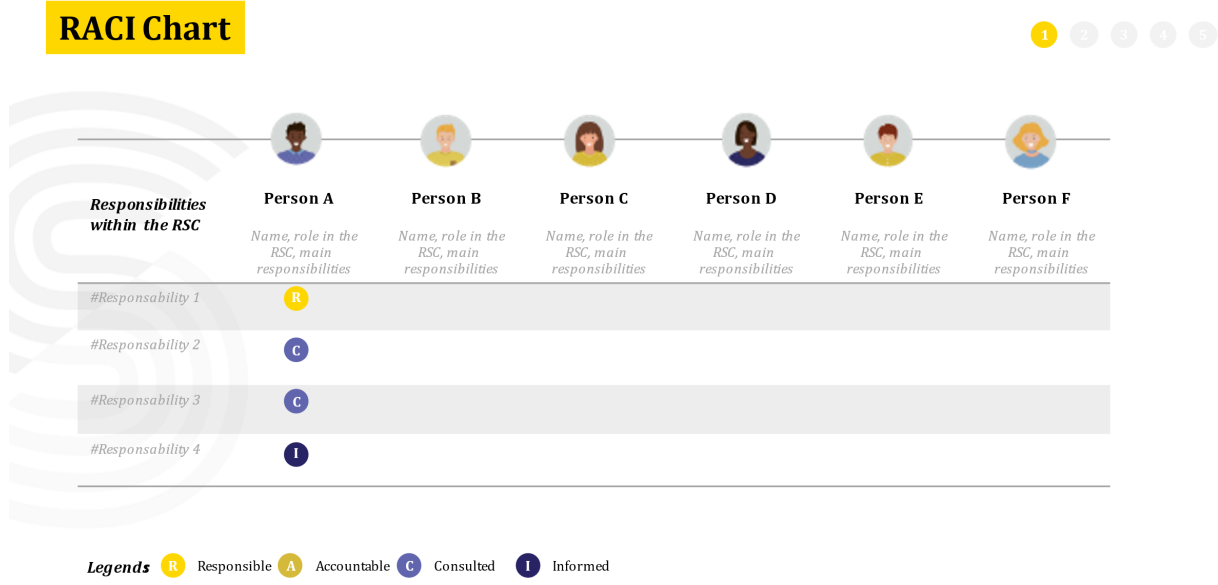 RACI Chart
1 2 3 4 5
Responsibilities
within the RSC
Person A Person B Person C Person D Person E Person F
Name, role in the Name, role in the Name, role in the Name, role in the Name, role in the Name, role in the
RSC, main RSC, main RSC, main RSC, main RSC, main RSC, main
responsibilities responsibilities responsibilities responsibilities responsibilities responsibilities
#Responsability 1 R
#Responsability 2 C
#Responsability 3 C
#Responsability 4 I
Legends R Responsible A Accountable C Consulted I Informed